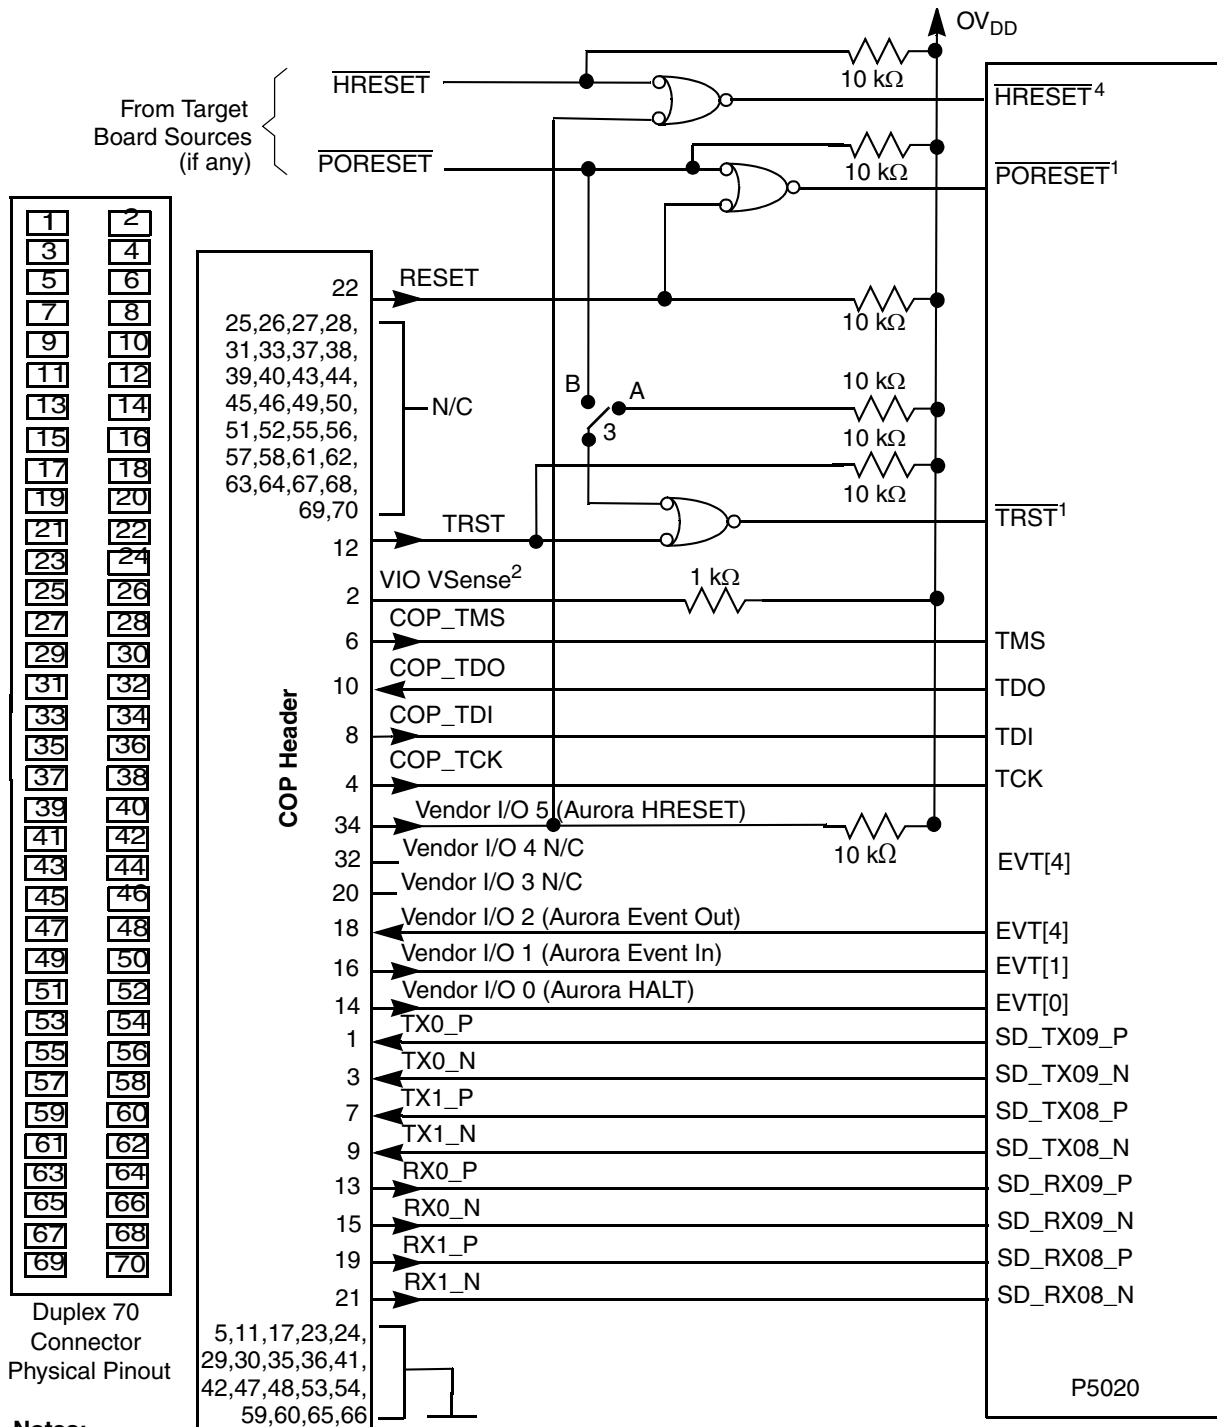 OVDD
HRESET
10 kΩ
HRESET4
From Target
Board Sources
(if any)
PORESET
10 kΩ
PORESET1
1 2
3 4
5 6
7 8
9 10
11 12
13 14
15 16
17 18
19 20
21 22
23 24
25 26
27 28
29 30
31 32
33 34
35 36
37 38
39 40
41 42
43 44
45 46
47 48
49 50
51 52
53 54
55 56
57 58
59 60
61 62
63 64
65 66
67 68
69 70
Duplex 70
Connector
Physical Pinout
Notes:
COP Header
22 RESET
10 kΩ
25,26,27,28,
31,33,37,38,
39,40,43,44,
45,46,49,50,
51,52,55,56,
57,58,61,62,
63,64,67,68,
69,70
N/C
B A
3
10 kΩ
10 kΩ
10 kΩ
12 TRST
TRST1
2 VIO VSense2 1 kΩ
6 COP_TMS TMS
10 COP_TDO TDO
8 COP_TDI TDI
4 COP_TCK TCK
34 Vendor I/O 5 (Aurora HRESET)
10 kΩ
32 Vendor I/O 4 N/C EVT[4]
20 Vendor I/O 3 N/C
18 Vendor I/O 2 (Aurora Event Out) EVT[4]
16 Vendor I/O 1 (Aurora Event In) EVT[1]
14 Vendor I/O 0 (Aurora HALT) EVT[0]
1 TX0_P SD_TX09_P
3 TX0_N SD_TX09_N
7 TX1_P SD_TX08_P
9 TX1_N SD_TX08_N
13 RX0_P SD_RX09_P
15 RX0_N SD_RX09_N
19 RX1_P SD_RX08_P
21 RX1_N SD_RX08_N
5,11,17,23,24,
29,30,35,36,41,
42,47,48,53,54,
59,60,65,66
P5020